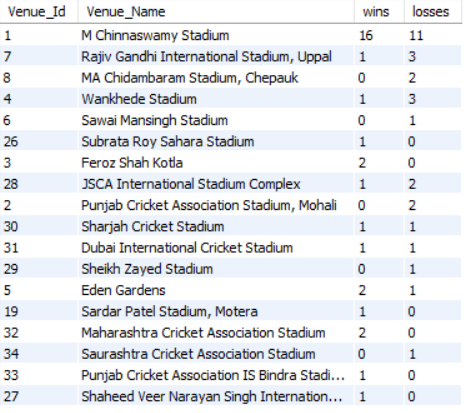 Venue_Id Venue_Name wins losses
1 M Chinnaswamy Stadium 16 11
7 Rajiv Gandhi International Stadium, Uppal 1 3
8 MA Chidambaram Stadium, Chepauk 0 2
4 Wankhede Stadium 1 3
6 Sawai Mansingh Stadium 0 1
26 Subrata Roy Sahara Stadium 1 0
3 Feroz Shah Kotla 2 0
28 JSCA International Stadium Complex 1 2
2 Punjab Cricket Association Stadium, Mohali 0 2
30 Sharjah Cricket Stadium 1 1
31 Dubai International Cricket Stadium 1 1
29 Sheikh Zayed Stadium 0 1
5 Eden Gardens 2 1
19 Sardar Patel Stadium, Motera 1 0
32 Maharashtra Cricket Association Stadium 2 0
34 Saurashtra Cricket Association Stadium 0 1
33 Punjab Cricket Association IS Bindra Stadi... 1 0
27 Shaheed Veer Narayan Singh Internation... 1 0